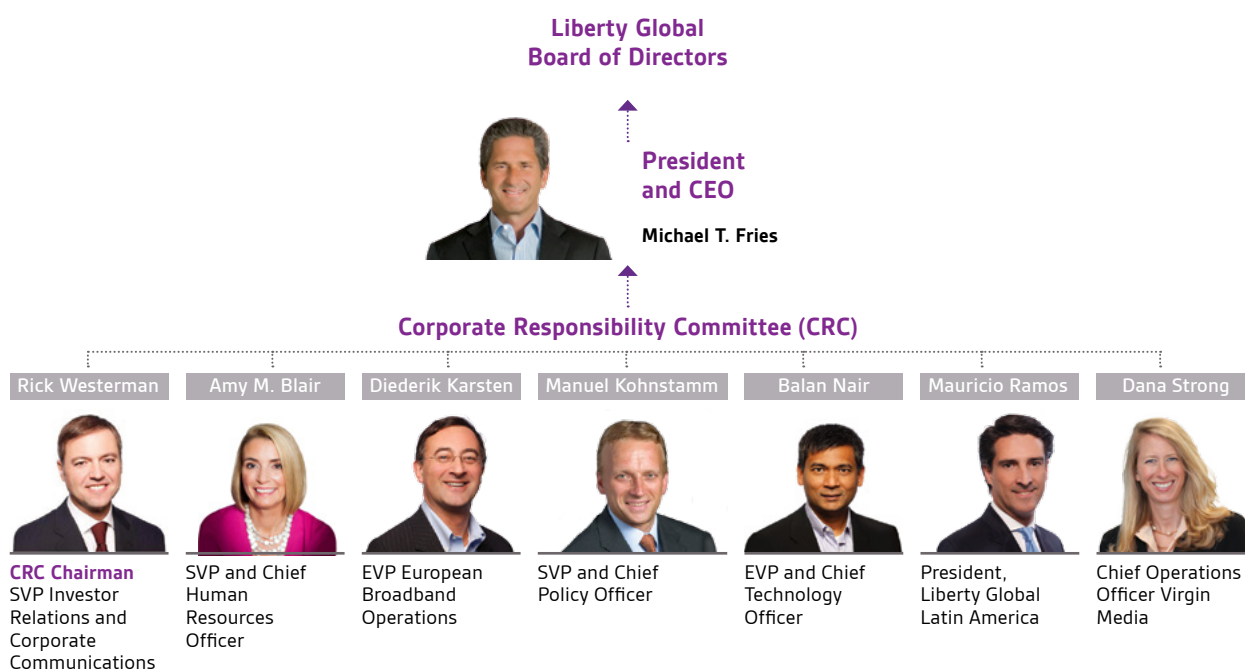 Liberty Global
Board of Directors
President
and CEO
Michael T. Fries
Corporate Responsibility Committee (CRC)
Rick Westerman
Amy M. Blair
Diederik Karsten
Manuel Kohnstamm
Balan Nair
Mauricio Ramos
Dana Strong
CRC Chairman
SVP Investor
Relations and
Corporate
Communications
SVP and Chief
Human
Resources
Officer
EVP European
Broadband
Operations
SVP and Chief
Policy Officer
EVP and Chief
Technology
Officer
President,
Liberty Global
Latin America
Chief Operations
Officer Virgin
Media